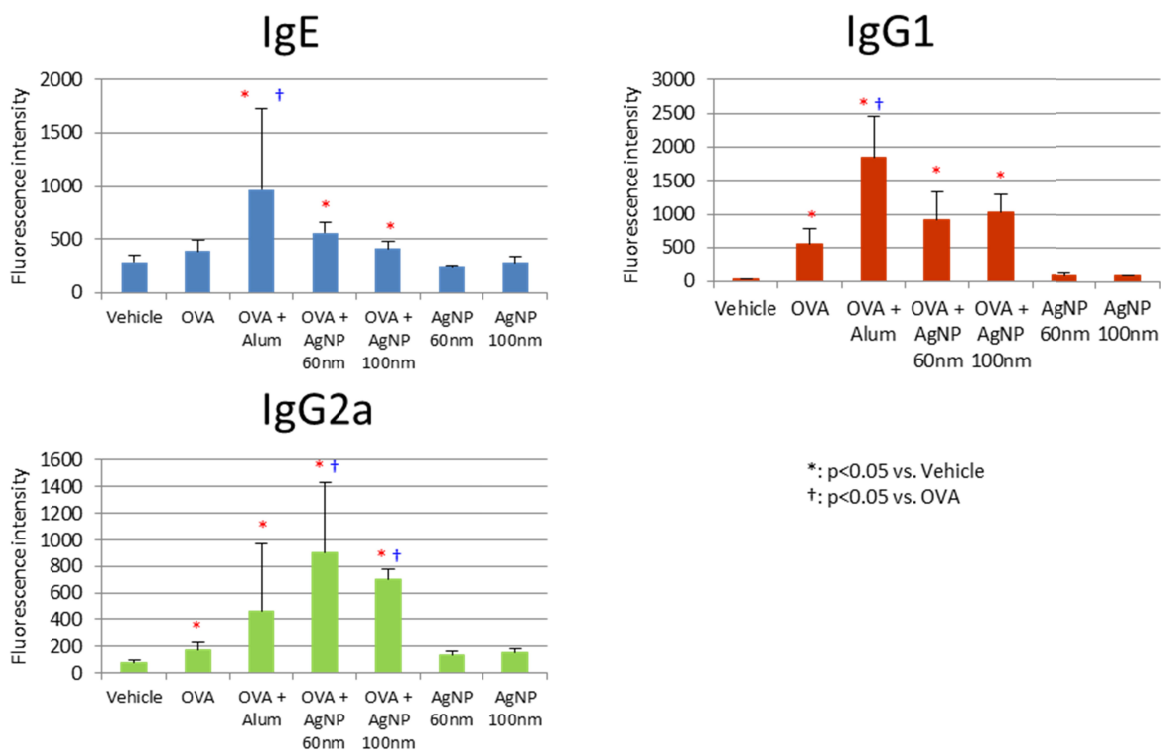 IgE
Fluorescence intensity
2000
1500
1000
500
0
* †
*
*
Vehicle OVA OVA + Alum OVA + AgNP 60nm OVA + AgNP 100nm AgNP 60nm AgNP 100nm
IgG1
Fluorescence intensity
3000
2500
2000
1500
1000
500
0
*
* †
*
*
Vehicle OVA OVA + Alum OVA + AgNP 60nm OVA + AgNP 100nm AgNP 60nm AgNP 100nm
IgG2a
Fluorescence intensity
1600
1400
1200
1000
800
600
400
200
0
*
*
* †
* †
Vehicle OVA OVA + Alum OVA + AgNP 60nm OVA + AgNP 100nm AgNP 60nm AgNP 100nm
*: p<0.05 vs. Vehicle
†: p<0.05 vs. OVA